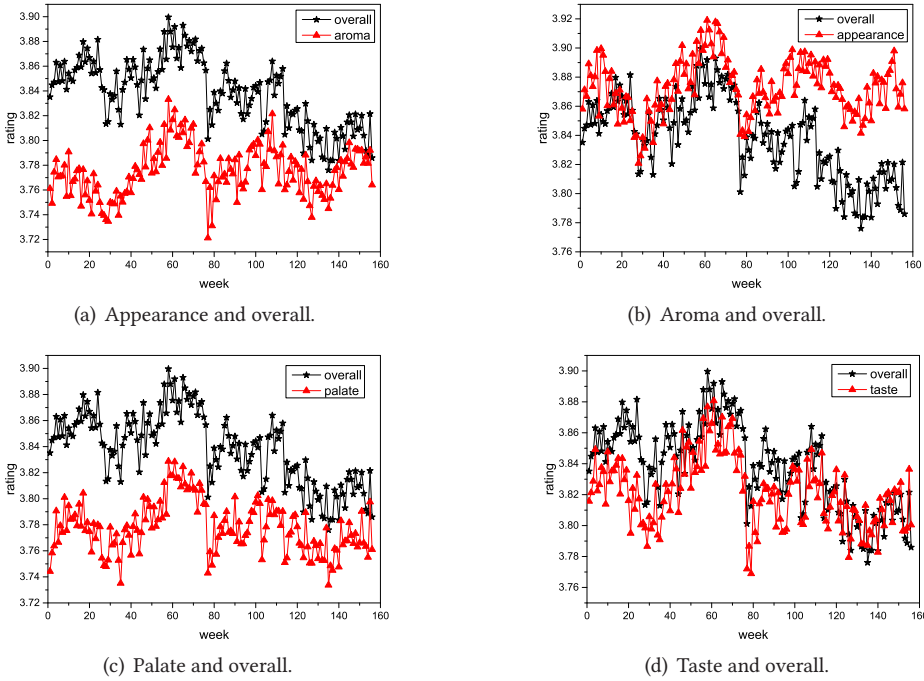 3.90
3.88
3.86
3.84
3.82
3.80
3.78
3.76
3.74
3.72
rating
0 20 40 60 80 100 120 140 160
week
overall
aroma
(a) Appearance and overall.
3.92
3.90
3.88
3.86
3.84
3.82
3.80
3.78
3.76
rating
0 20 40 60 80 100 120 140 160
week
overall
appearance
(b) Aroma and overall.
3.90
3.88
3.86
3.84
3.82
3.80
3.78
3.76
3.74
3.72
rating
0 20 40 60 80 100 120 140 160
week
overall
palate
(c) Palate and overall.
3.90
3.88
3.86
3.84
3.82
3.80
3.78
3.76
rating
0 20 40 60 80 100 120 140 160
week
overall
taste
(d) Taste and overall.